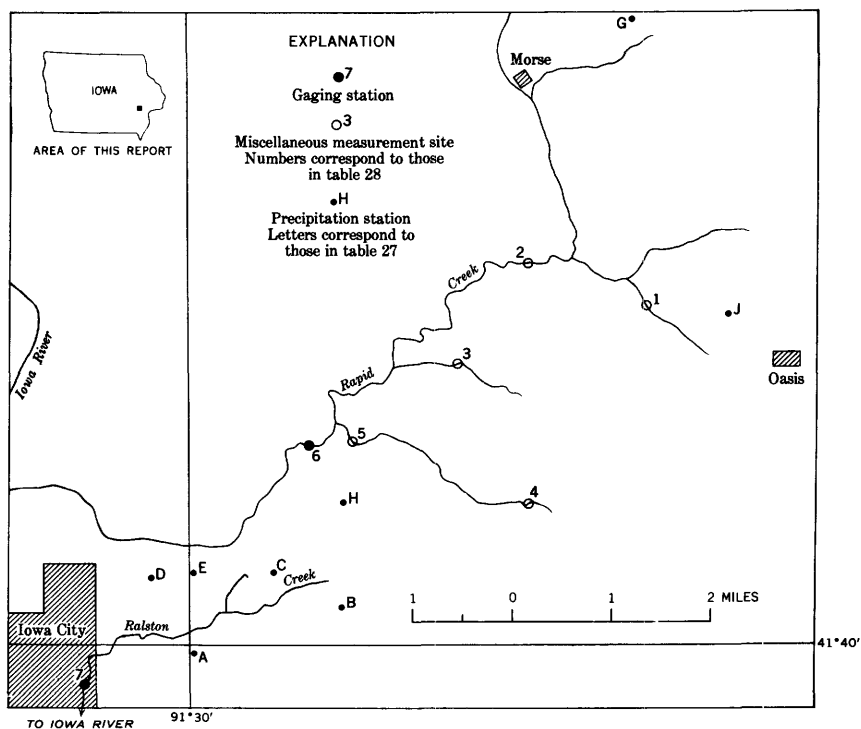 EXPLANATION
7
Gaging station
3
Miscellaneous measurement site
Numbers correspond to those
in table 28
H
Precipitation station
Letters correspond to
those in table 27
IOWA
AREA OF THIS REPORT
G
Morse
2
Creek
1
J
Iowa River
3
Oasis
Rapid
5
6
4
H
D
E
C
Creek
B
1 0 1 2 MILES
Ralston
Iowa City
A
41°40'
7
TO IOWA RIVER
91°30'